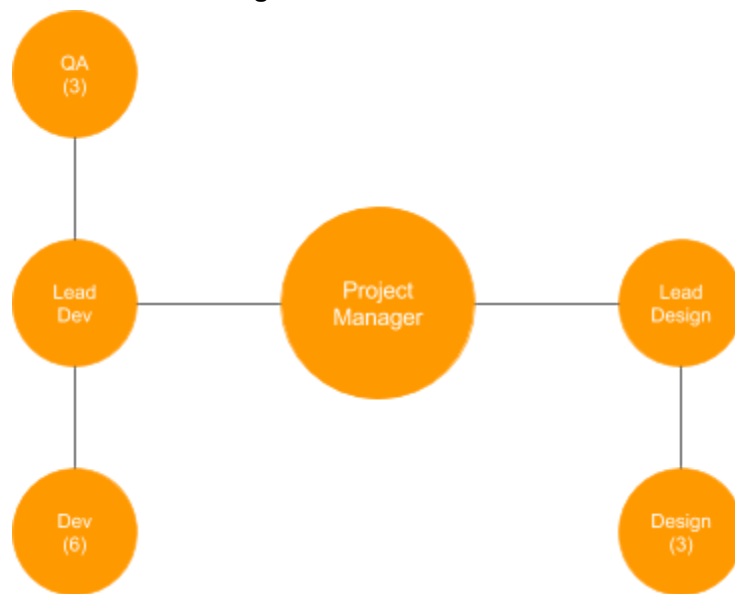 QA
(3)
Lead
Dev
Project
Manager
Lead
Design
Dev
(6)
Design
(3)